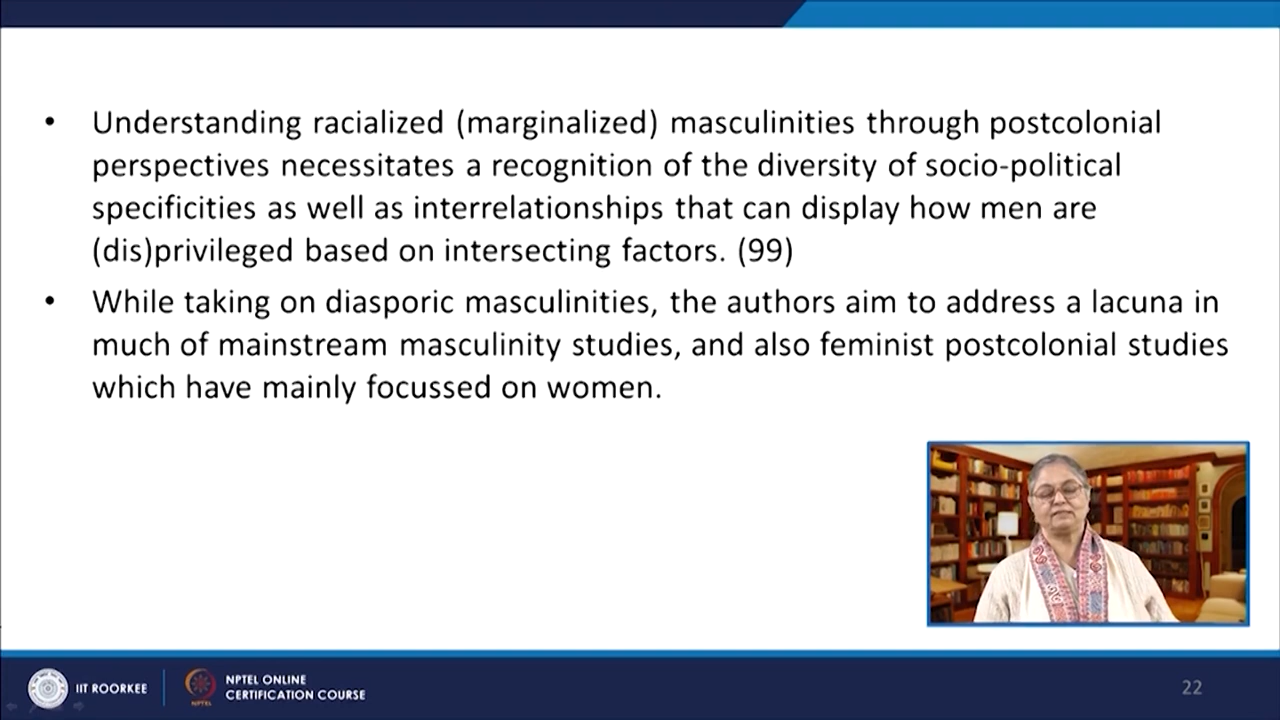 • Understanding racialized (marginalized) masculinities through postcolonial
perspectives necessitates a recognition of the diversity of socio-political
specificities as well as interrelationships that can display how men are
(dis)privileged based on intersecting factors. (99)
• While taking on diasporic masculinities, the authors aim to address a lacuna in
much of mainstream masculinity studies, and also feminist postcolonial studies
which have mainly focussed on women.
IIT ROORKEE
NPTEL
NPTEL ONLINE
CERTIFICATION COURSE
22